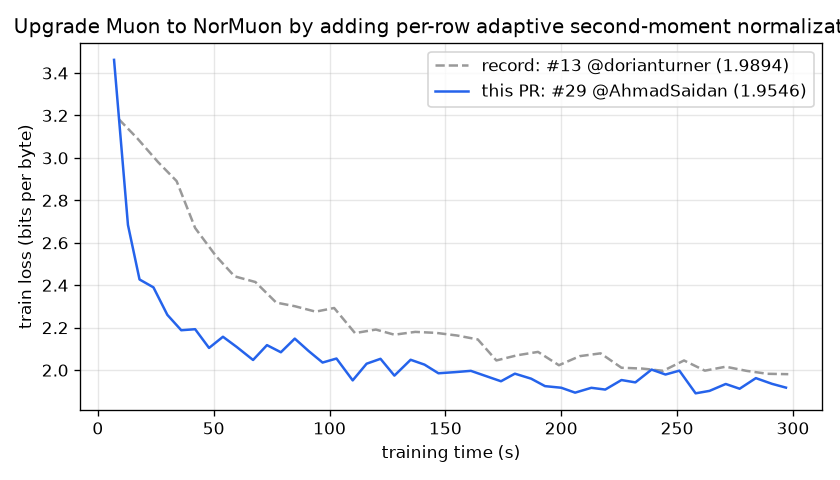 Upgrade Muon to NorMuon by adding per-row adaptive second-moment normalizat
record: #13 @dorianturner (1.9894)
this PR: #29 @AhmadSaidan (1.9546)
train loss (bits per byte)
3.4
3.2
3.0
2.8
2.6
2.4
2.2
2.0
0 50 100 150 200 250 300
training time (s)